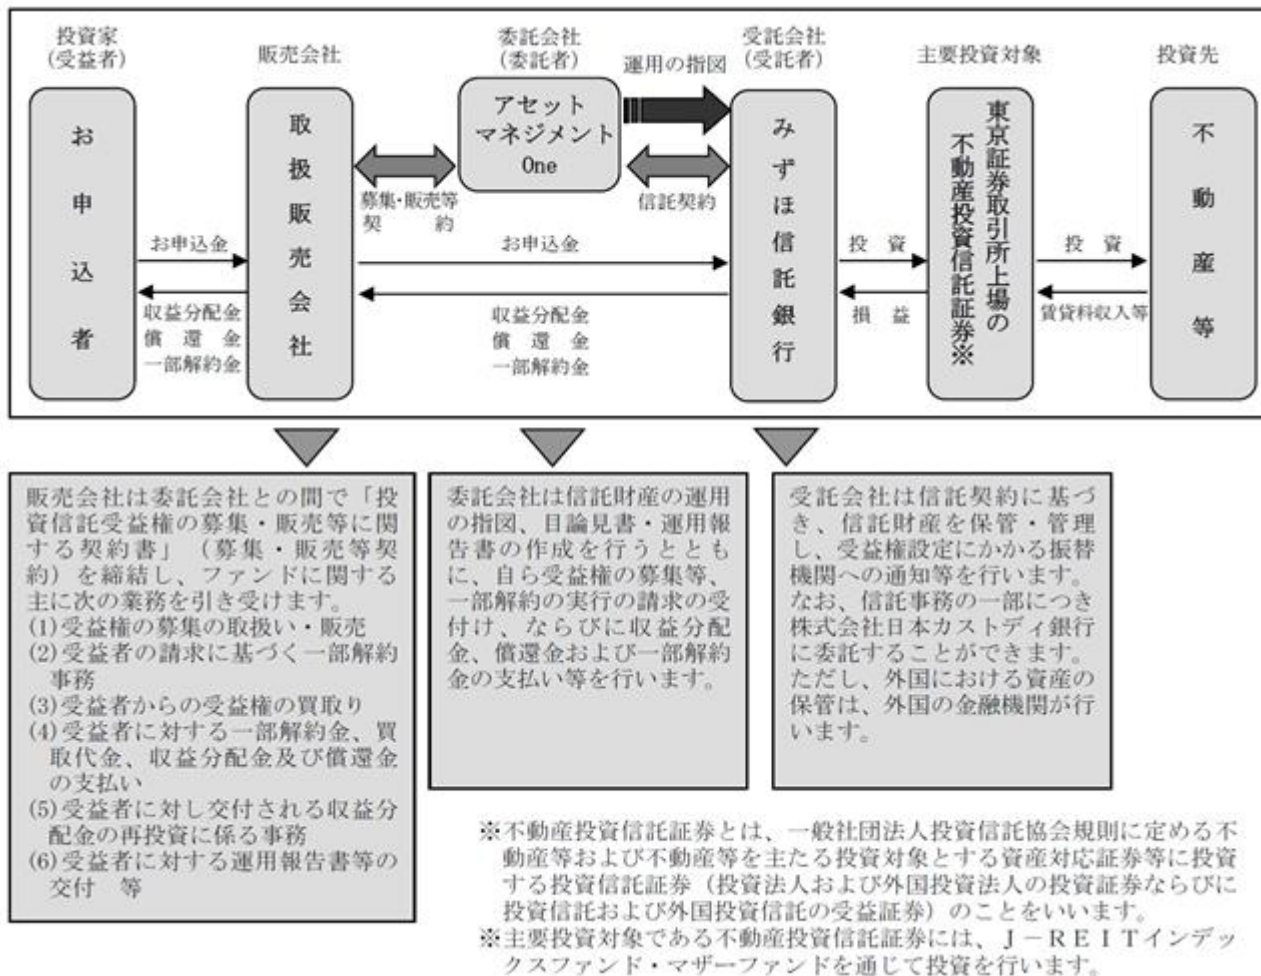 投資家
(受益者)
販売会社
委託会社
(委託者)
運用の指図
受託会社
(受託者)
主要投資対象
投資先
お申込者
取扱販売会社
アセット
マネジメント
One
みずほ信託銀行
東京証券取引所上場の
不動産投資信託証券※
不動産等
募集・販売等
契約
信託契約
お申込金
お申込金
投資
投資
収益分配金
償還金
一部解約金
収益分配金
償還金
一部解約金
損益
賃貸料収入等
販売会社は委託会社との間で「投
資信託受益権の募集・販売等に関
する契約書」（募集・販売等契
約）を締結し、ファンドに関する
主に次の業務を引き受けます。
(1)受益権の募集の取扱い・販売
(2)受益者の請求に基づく一部解約
事務
(3)受益者からの受益権の買取り
(4)受益者に対する一部解約金、買
取代金、収益分配金及び償還金
の支払い
(5)受益者に対し交付される収益分
配金の再投資に係る事務
(6)受益者に対する運用報告書等の
交付　等
委託会社は信託財産の運用
の指図、目論見書・運用報
告書の作成を行うととも
に、自ら受益権の募集等、
一部解約の実行の請求の受
付け、ならびに収益分配
金、償還金および一部解約
金の支払い等を行います。
受託会社は信託契約に基づ
き、信託財産を保管・管理
し、受益権設定にかかる振替
機関への通知等を行います。
なお、信託事務の一部につき
株式会社日本カストディ銀行
に委託することができます。
ただし、外国における資産の
保管は、外国の金融機関が行
います。
※不動産投資信託証券とは、一般社団法人投資信託協会規則に定める不
動産等および不動産等を主たる投資対象とする資産対応証券等に投資
する投資信託証券（投資法人および外国投資法人の投資証券ならびに
投資信託および外国投資信託の受益証券）のことをいいます。
※主要投資対象である不動産投資信託証券には、Ｊ－ＲＥＩＴインデッ
クスファンド・マザーファンドを通じて投資を行います。